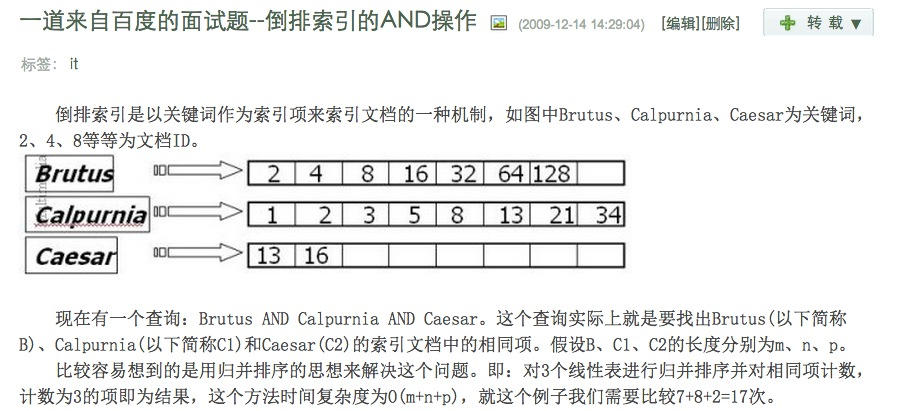 一道来自百度的面试题--倒排索引的AND操作 (2009-12-14 14:29:04) [编辑][删除] 转 载 ▼
标签： it
倒排索引是以关键词作为索引项来索引文档的一种机制，如图中Brutus、Calpurnia、Caesar为关键词，
2、4、8等等为文档ID。
Brutus 2 4 8 16 32 64 128
Calpurnia 1 2 3 5 8 13 21 34
Caesar 13 16
现在有一个查询：Brutus AND Calpurnia AND Caesar。这个查询实际上就是要找出Brutus(以下简称
B)、Calpurnia(以下简称C1)和Caesar(C2)的索引文档中的相同项。假设B、C1、C2的长度分别为m、n、p。
比较容易想到的是用归并排序的思想来解决这个问题。即：对3个线性表进行归并排序并对相同项计数，
计数为3的项即为结果，这个方法时间复杂度为O(m+n+p)，就这个例子我们需要比较7+8+2=17次。